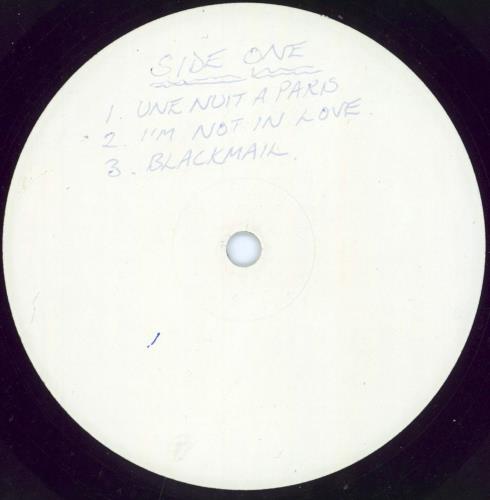 SIDE ONE
1. UNE NUIT A PARIS
2. I'M NOT IN LOVE.
3. BLACKMAIL.